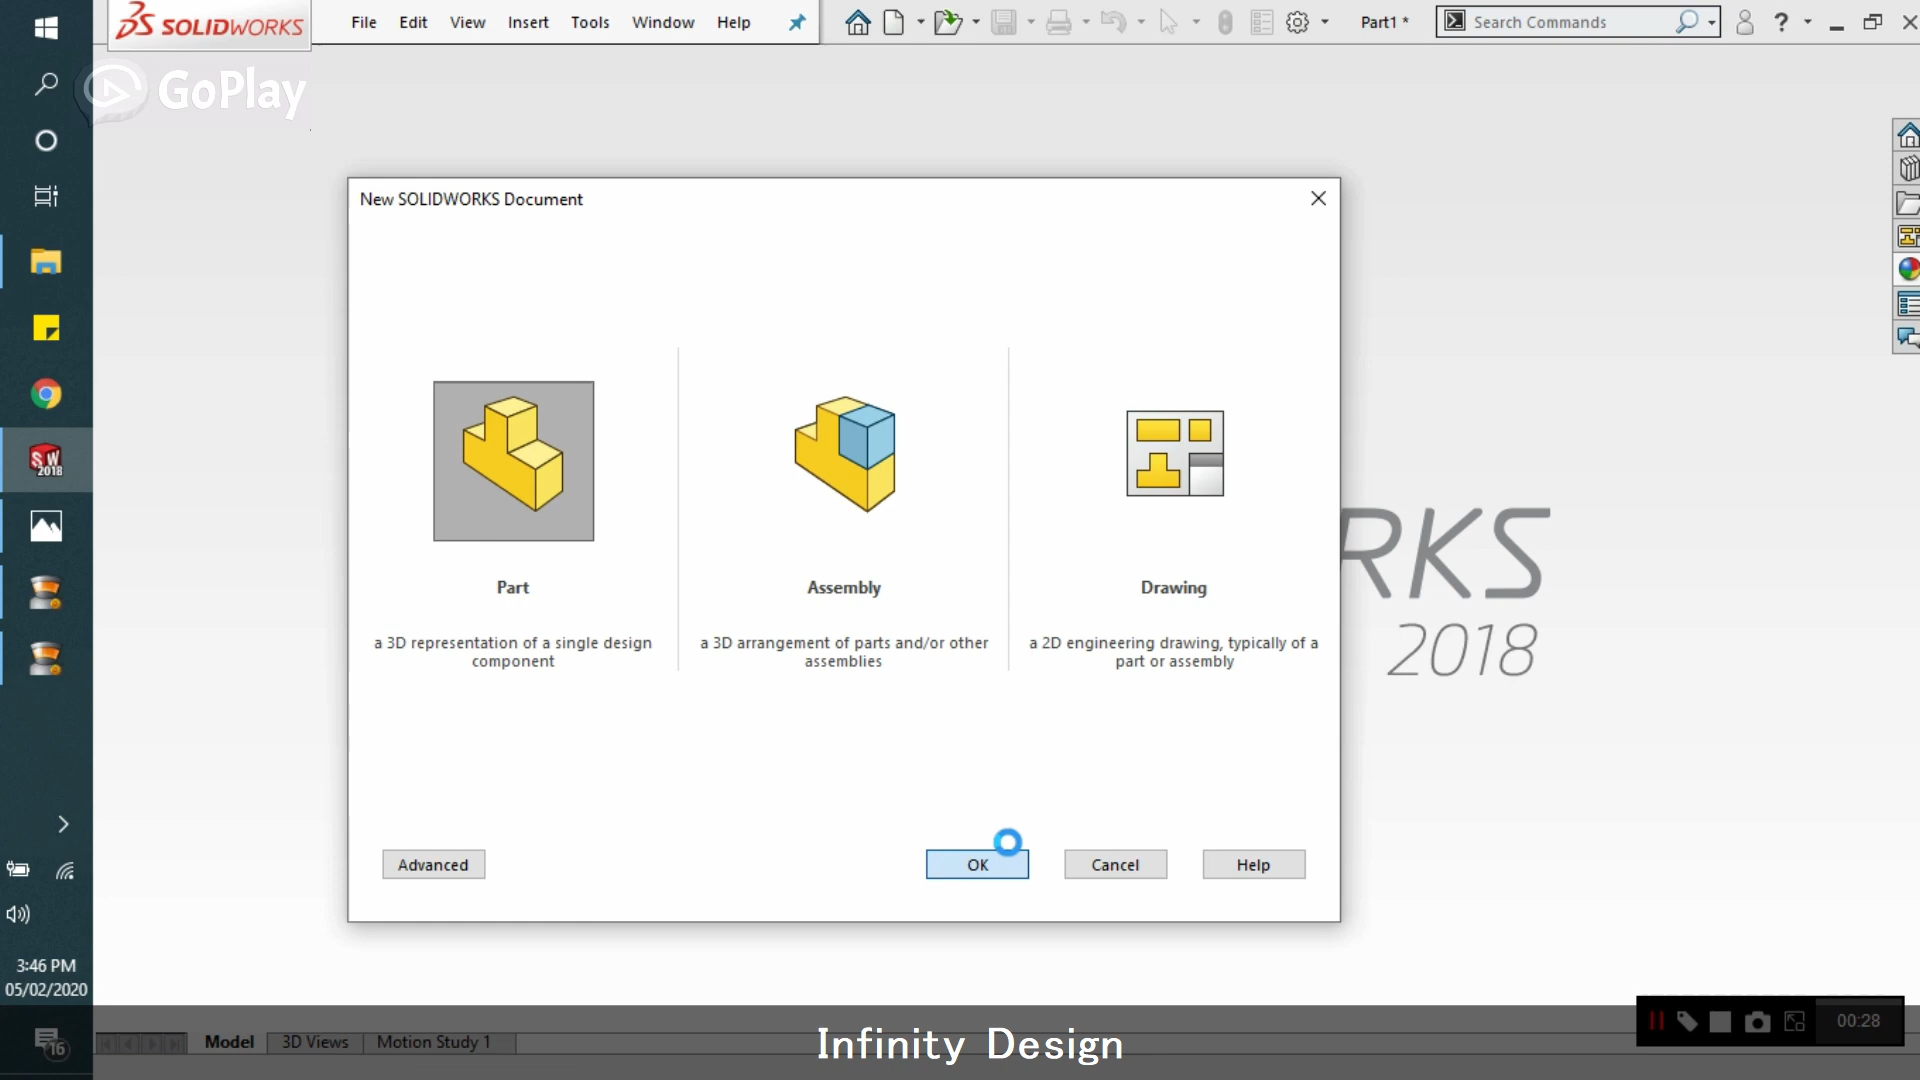 SOLIDWORKS File Edit View Insert Tools Window Help Part1 * Search Commands ?
GoPlay
New SOLIDWORKS Document
Part
Assembly
Drawing
a 3D representation of a single design
component
a 3D arrangement of parts and/or other
assemblies
a 2D engineering drawing, typically of a
part or assembly
RKS
2018
SW
2018
Advanced
OK
Cancel
Help
3:46 PM
05/02/2020
16
Model
3D Views
Motion Study 1
Infinity Design
00:28